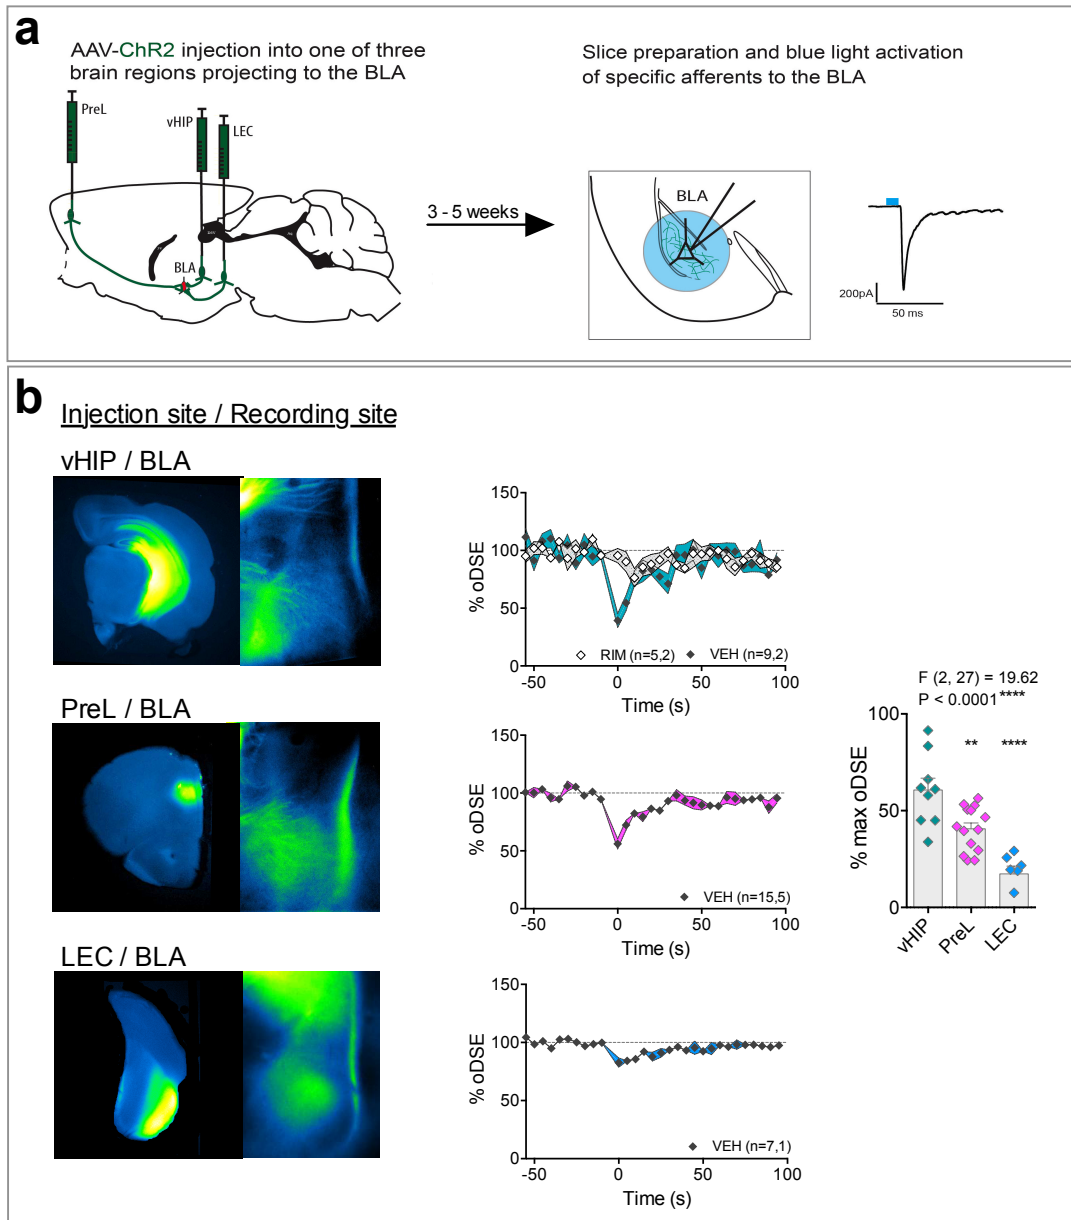 a
AAV-ChR2 injection into one of three
brain regions projecting to the BLA
Slice preparation and blue light activation
of specific afferents to the BLA
PreL
vHIP
LEC
BLA
3 - 5 weeks
BLA
200pA
50 ms
b
Injection site / Recording site
vHIP / BLA
150
100
50
0
% oDSE
RIM (n=5,2)
VEH (n=9,2)
-50
0
50
100
Time (s)
PreL / BLA
150
100
50
0
% oDSE
VEH (n=15,5)
-50
0
50
100
Time (s)
F (2, 27) = 19.62
P < 0.0001 ****
100
50
0
% max oDSE
**
****
vHIP
PreL
LEC
LEC / BLA
150
100
50
0
% oDSE
VEH (n=7,1)
-50
0
50
100
Time (s)